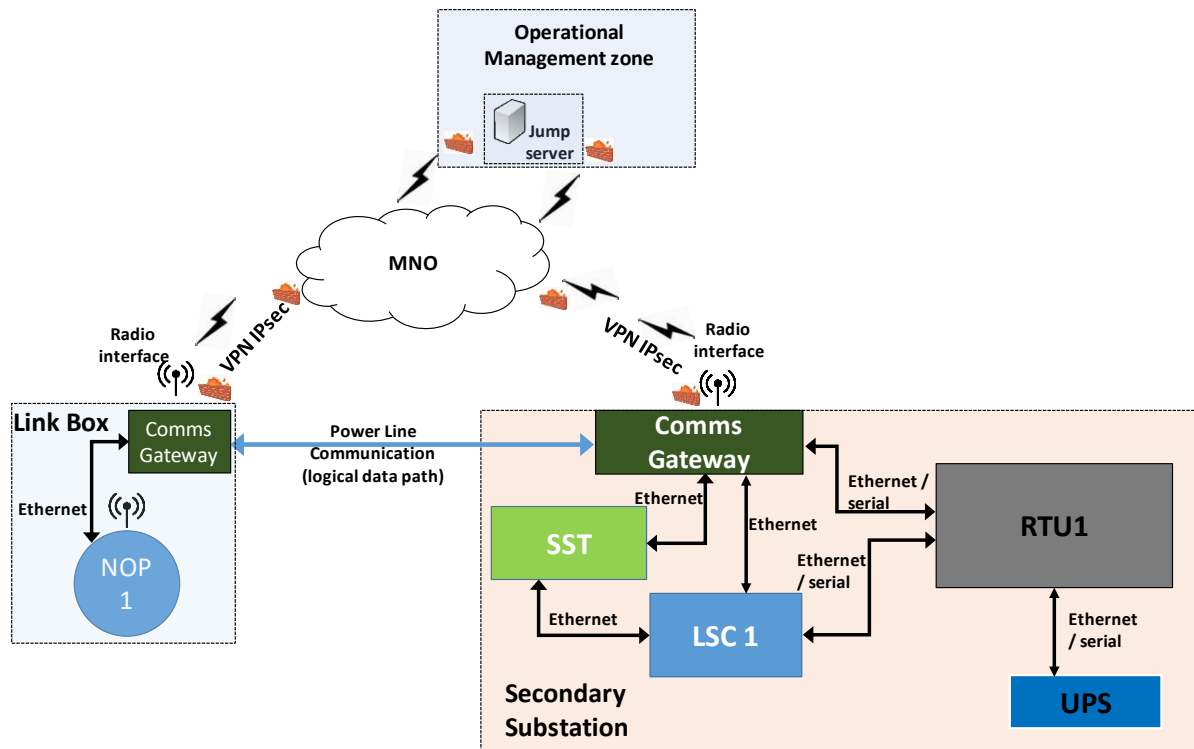 Operational
Management zone
Jump
server
MNO
Radio
interface
VPN IPsec
VPN IPsec
Radio
interface
Link Box
Comms
Gateway
Ethernet
NOP
1
Power Line
Communication
(logical data path)
Comms
Gateway
Ethernet
Ethernet
Ethernet /
serial
SST
RTU1
Ethernet
/ serial
Ethernet
LSC 1
Ethernet
/ serial
UPS
Secondary
Substation